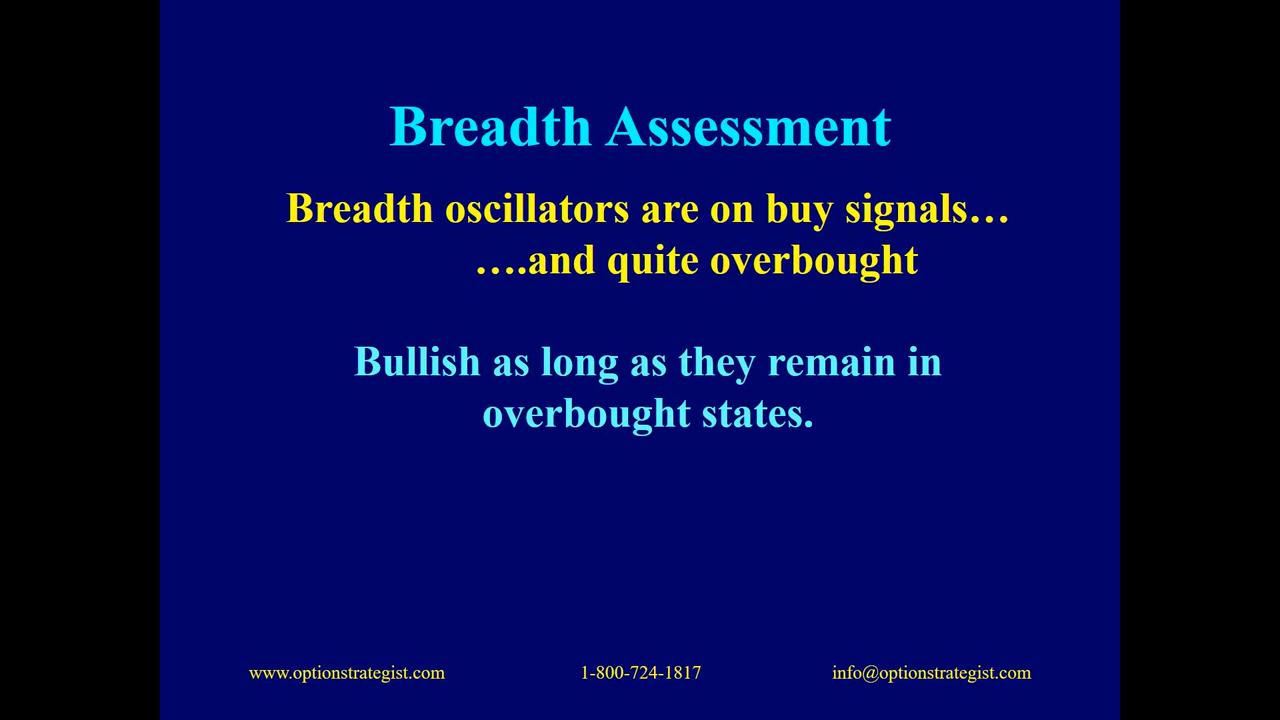 Breadth Assessment
Breadth oscillators are on buy signals…
….and quite overbought
Bullish as long as they remain in
overbought states.
www.optionstrategist.com 1-800-724-1817 info@optionstrategist.com